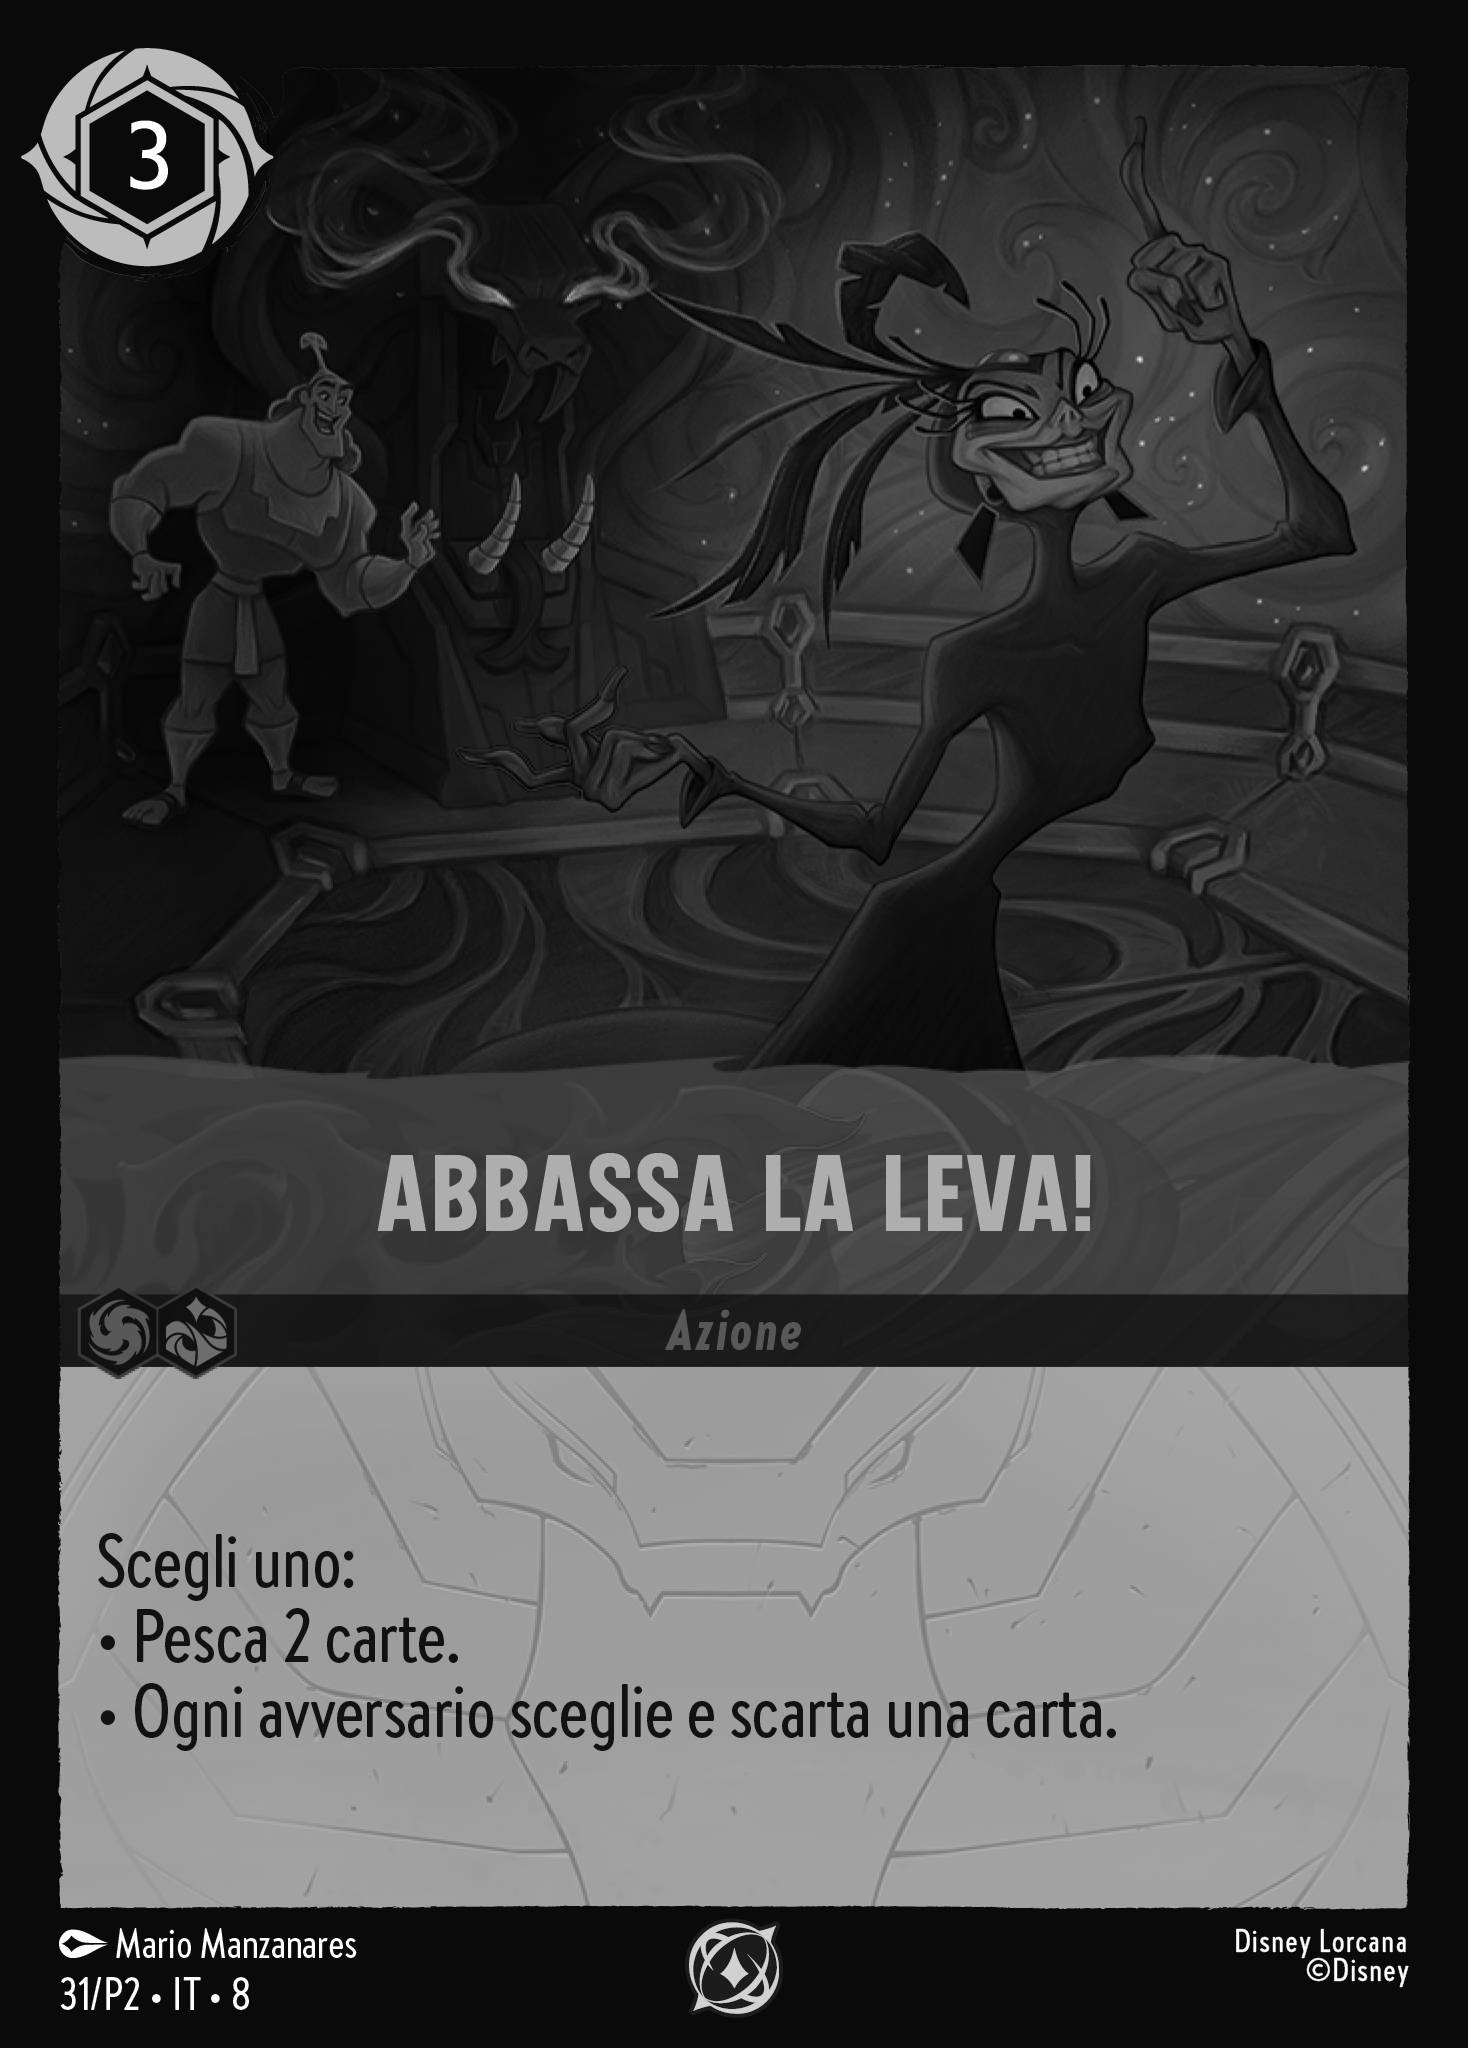 3
ABBASSA LA LEVA!
Azione
Scegli uno:
• Pesca 2 carte.
• Ogni avversario sceglie e scarta una carta.
Mario Manzanares
31/P2 • IT • 8
Disney Lorcana
©Disney